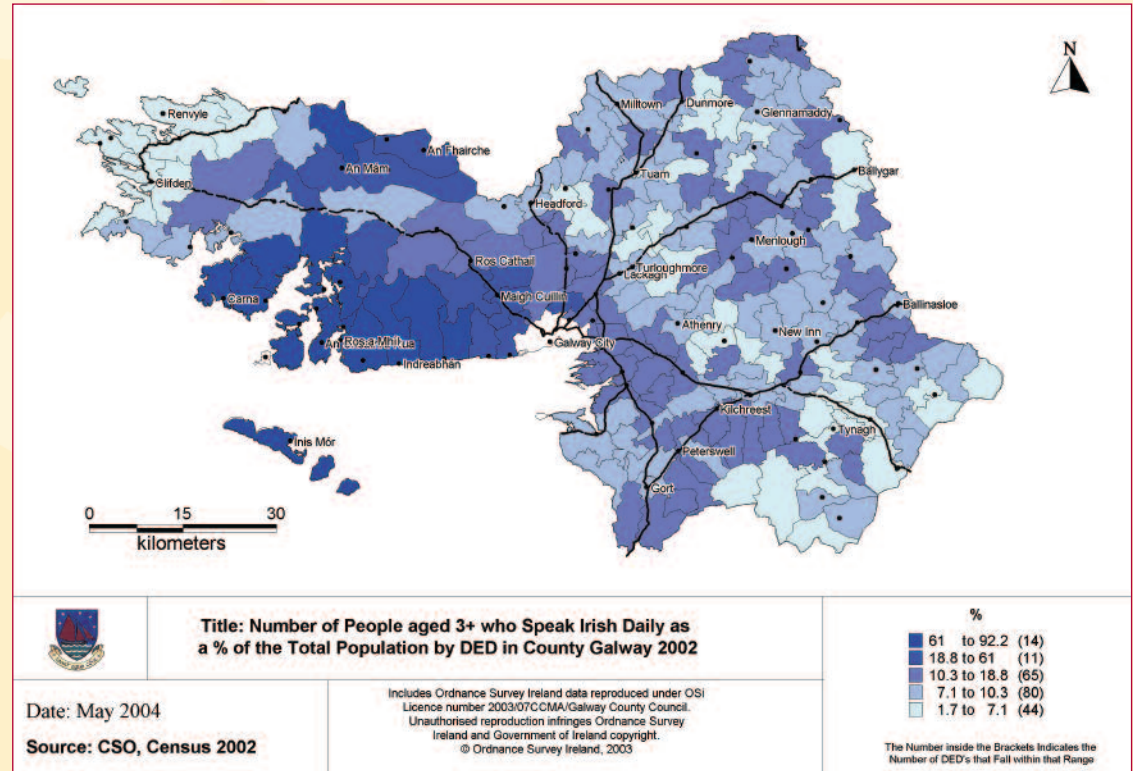 N
Renvyle
Milltown
Dunmore
Glennamaddy
An Fhairche
An Mám
Tuam
Ballygar
Clifden
Headford
Menlough
Ros Cathail
Turloughmore
Lackagh
Carna
Maigh Cuilinn
Ballinasloe
Athenry
New Inn
An
Ros a Mhíl
Galway City
Indreabhán
Kilchreest
Tynagh
Inis Mór
Peterswell
Gort
0 15 30
kilometers
Title: Number of People aged 3+ who Speak Irish Daily as
a % of the Total Population by DED in County Galway 2002
%
61 to 92.2 (14)
18.8 to 61 (11)
10.3 to 18.8 (65)
7.1 to 10.3 (80)
1.7 to 7.1 (44)
The Number inside the Brackets Indicates the
Number of DED's that Fall within that Range
Date: May 2004
Source: CSO, Census 2002
Includes Ordnance Survey Ireland data reproduced under OSi
Licence number 2003/07CCMA/Galway County Council.
Unauthorised reproduction infringes Ordnance Survey
Ireland and Government of Ireland copyright.
© Ordnance Survey Ireland, 2003